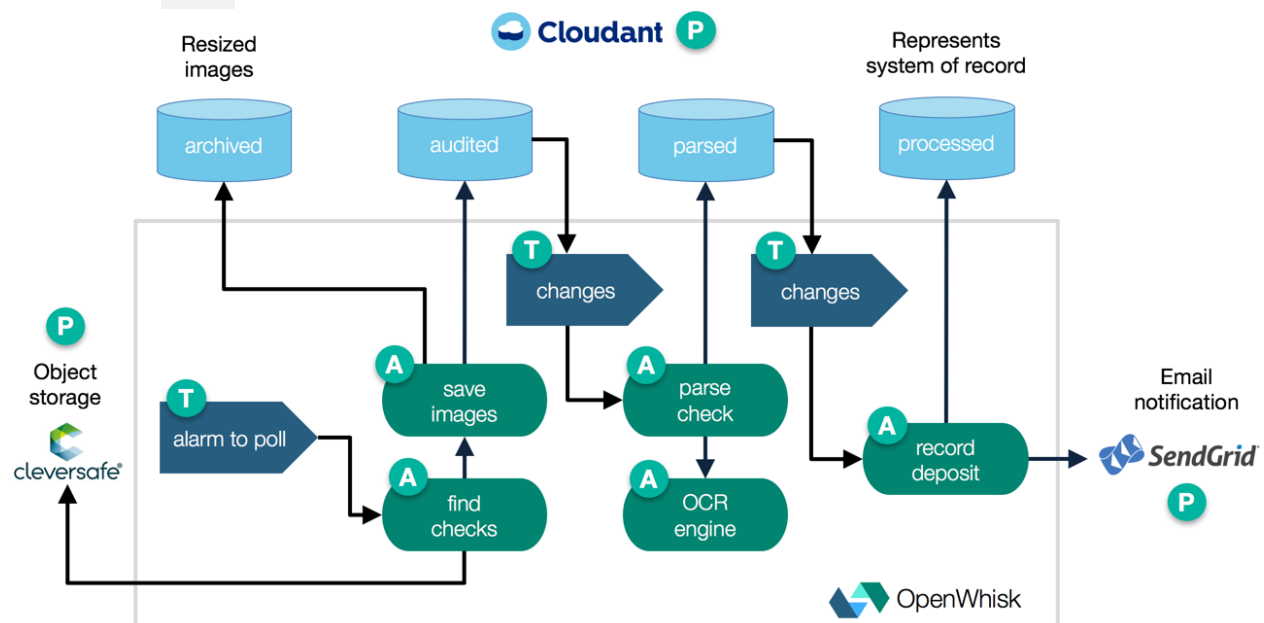 Cloudant P
Resized
images
Represents
system of record
archived
audited
parsed
processed
T
changes
T
changes
P
Object
storage
cleversafe®
T
alarm to poll
A
save
images
A
find
checks
A
parse
check
A
OCR
engine
A
record
deposit
Email
notification
SendGrid
P
OpenWhisk